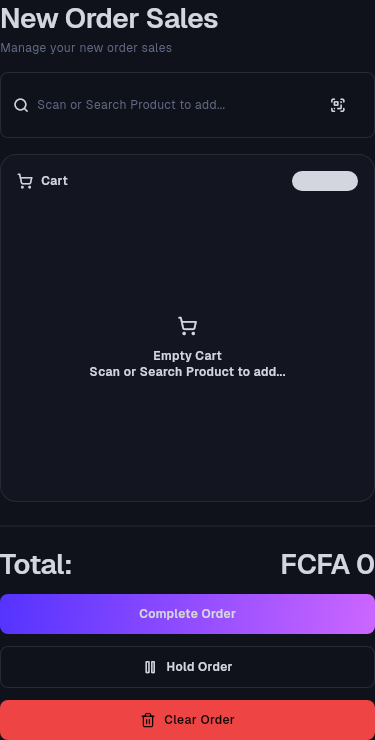 New Order Sales
Manage your new order sales
Scan or Search Product to add...
Cart
Empty Cart
Scan or Search Product to add...
Total: FCFA 0
Complete Order
Hold Order
Clear Order